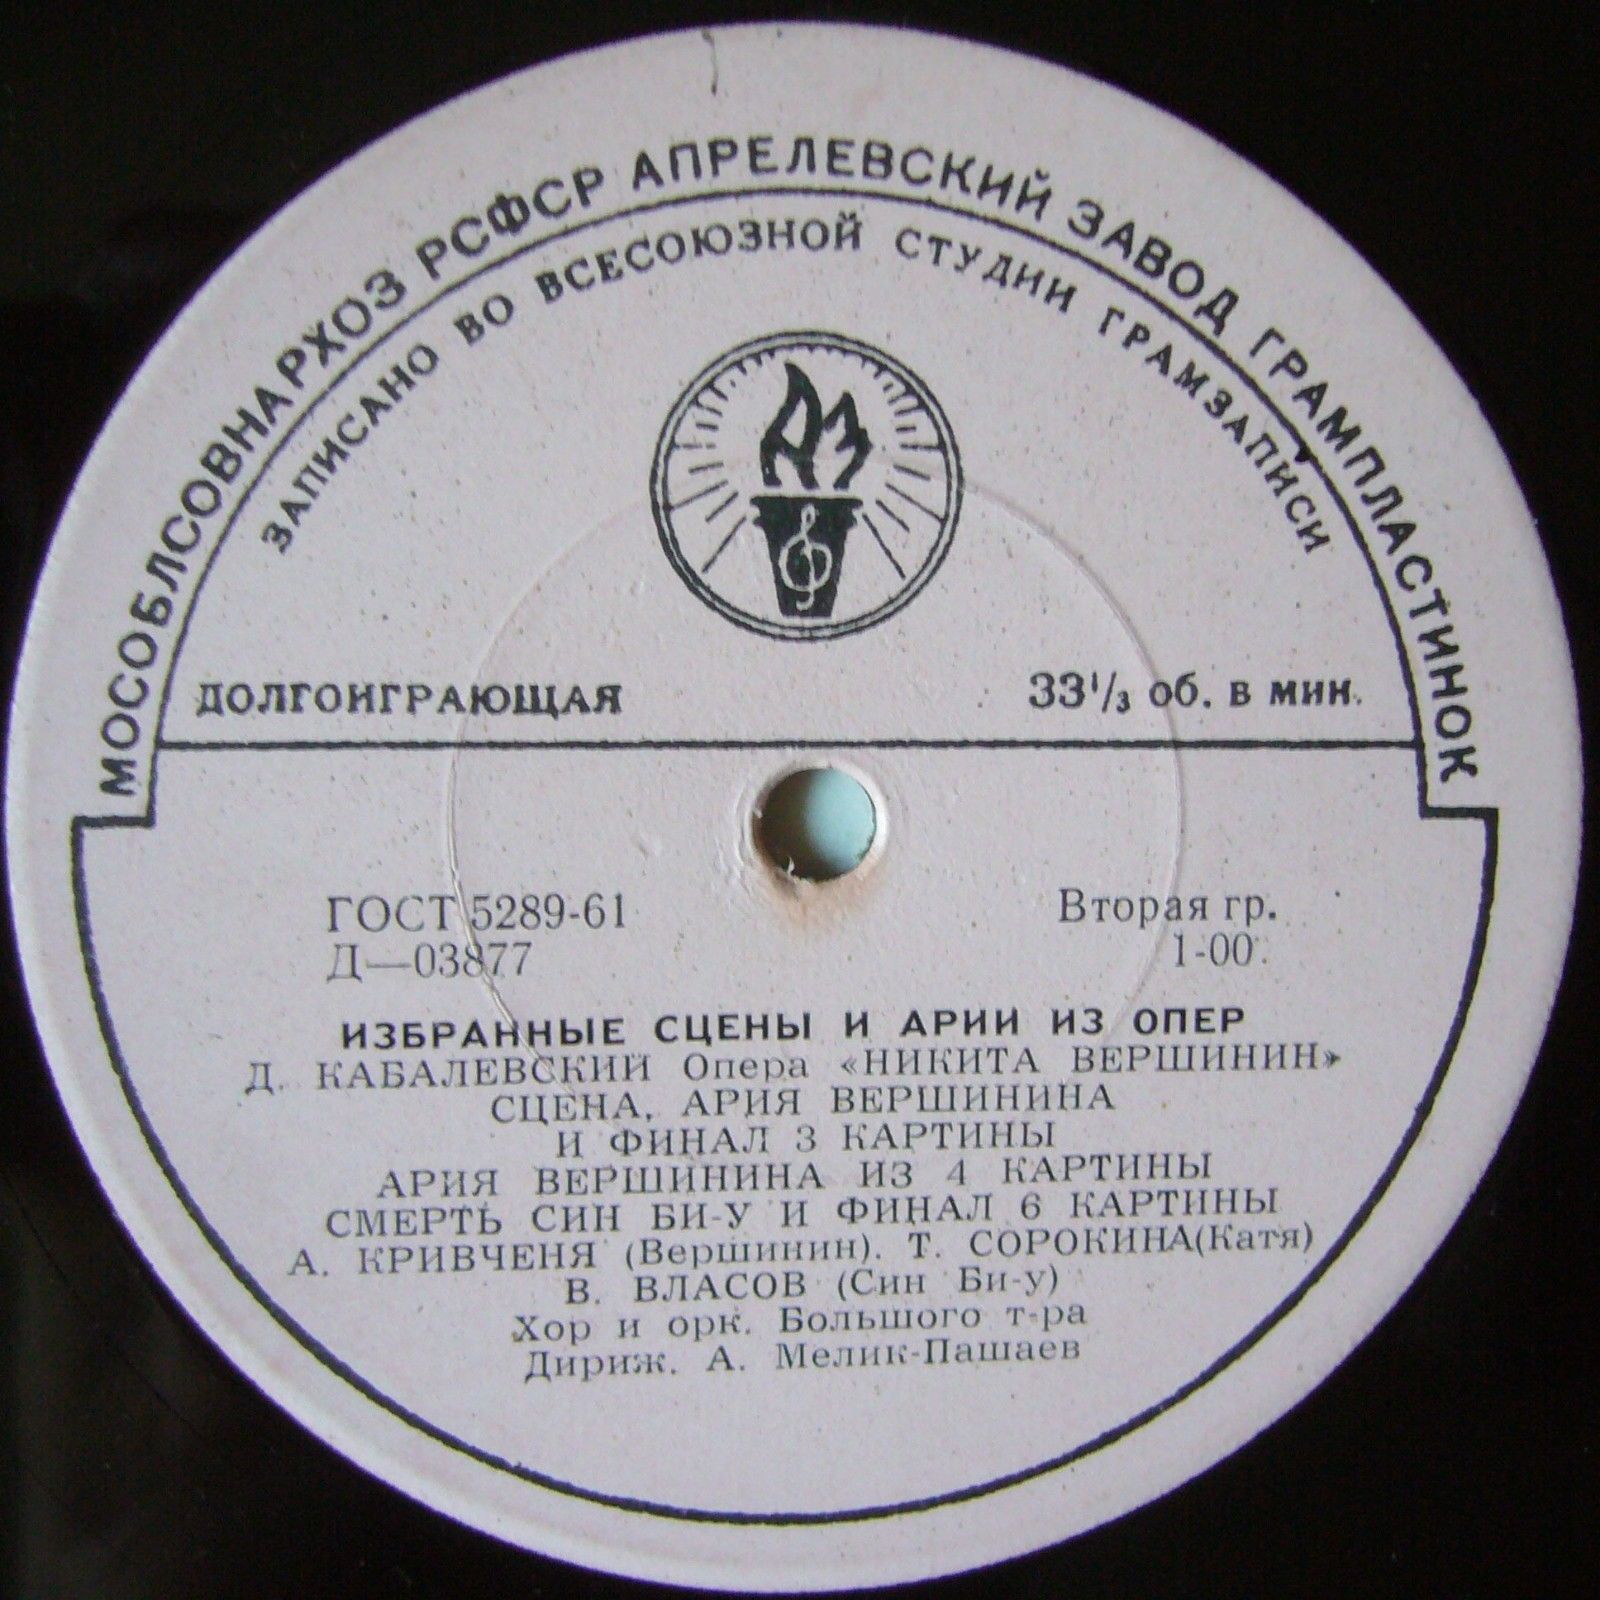 МОСОБЛСОВНАРХОЗ РСФСР АПРЕЛЕВСКИЙ ЗАВОД ГРАМПЛАСТИНОК
ЗАПИСАНО ВО ВСЕСОЮЗНОЙ СТУДИИ ГРАМЗАПИСИ
АЗ
ДОЛГОИГРАЮЩАЯ 33⅓ об. в мин.
ГОСТ 5289-61 Вторая гр.
Д—03877 1-00.
ИЗБРАННЫЕ СЦЕНЫ И АРИИ ИЗ ОПЕР
Д. КАБАЛЕВСКИЙ Опера «НИКИТА ВЕРШИНИН»
СЦЕНА, АРИЯ ВЕРШИНИНА
И ФИНАЛ 3 КАРТИНЫ
АРИЯ ВЕРШИНИНА ИЗ 4 КАРТИНЫ
СМЕРТЬ СИН БИ-У И ФИНАЛ 6 КАРТИНЫ
А. КРИВЧЕНЯ (Вершинин). Т. СОРОКИНА(Катя)
В. ВЛАСОВ (Син Би-у)
Хор и орк. Большого т-ра
Дириж. А. Мелик-Пашаев